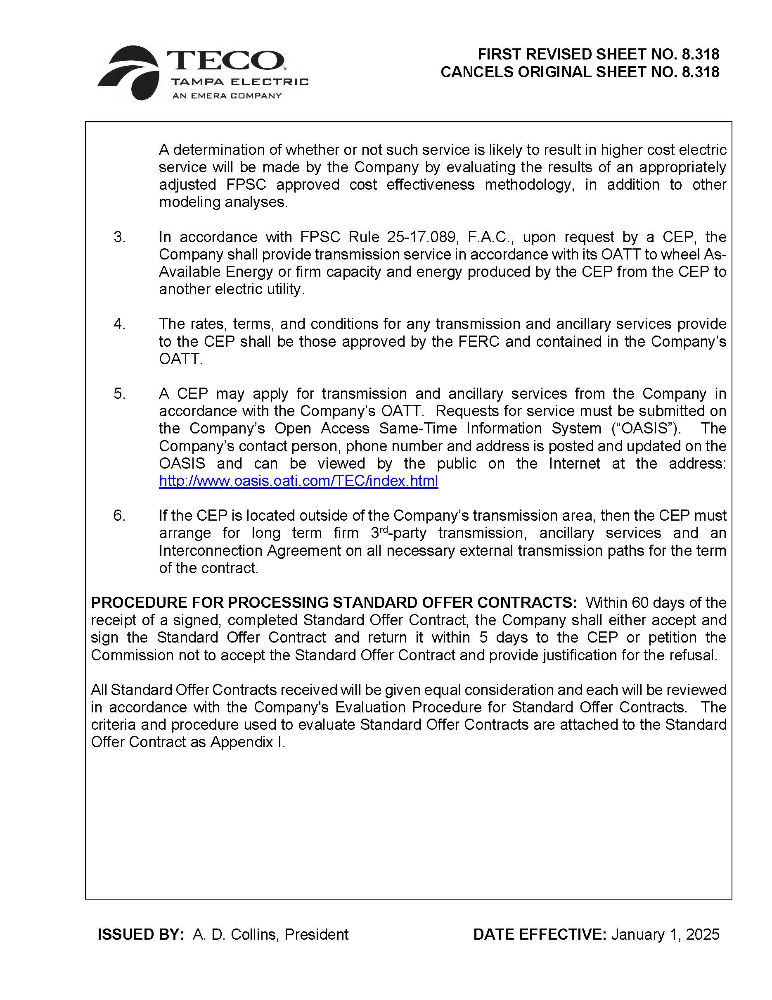 TECO®
TAMPA ELECTRIC
AN EMERA COMPANY
FIRST REVISED SHEET NO. 8.318
CANCELS ORIGINAL SHEET NO. 8.318
A determination of whether or not such service is likely to result in higher cost electric
service will be made by the Company by evaluating the results of an appropriately
adjusted FPSC approved cost effectiveness methodology, in addition to other
modeling analyses.
3. In accordance with FPSC Rule 25-17.089, F.A.C., upon request by a CEP, the
Company shall provide transmission service in accordance with its OATT to wheel As-
Available Energy or firm capacity and energy produced by the CEP from the CEP to
another electric utility.
4. The rates, terms, and conditions for any transmission and ancillary services provide
to the CEP shall be those approved by the FERC and contained in the Company’s
OATT.
5. A CEP may apply for transmission and ancillary services from the Company in
accordance with the Company’s OATT. Requests for service must be submitted on
the Company’s Open Access Same-Time Information System (“OASIS”). The
Company’s contact person, phone number and address is posted and updated on the
OASIS and can be viewed by the public on the Internet at the address:
http://www.oasis.oati.com/TEC/index.html
6. If the CEP is located outside of the Company’s transmission area, then the CEP must
arrange for long term firm 3rd-party transmission, ancillary services and an
Interconnection Agreement on all necessary external transmission paths for the term
of the contract.
PROCEDURE FOR PROCESSING STANDARD OFFER CONTRACTS: Within 60 days of the
receipt of a signed, completed Standard Offer Contract, the Company shall either accept and
sign the Standard Offer Contract and return it within 5 days to the CEP or petition the
Commission not to accept the Standard Offer Contract and provide justification for the refusal.
All Standard Offer Contracts received will be given equal consideration and each will be reviewed
in accordance with the Company's Evaluation Procedure for Standard Offer Contracts. The
criteria and procedure used to evaluate Standard Offer Contracts are attached to the Standard
Offer Contract as Appendix I.
ISSUED BY: A. D. Collins, President
DATE EFFECTIVE: January 1, 2025